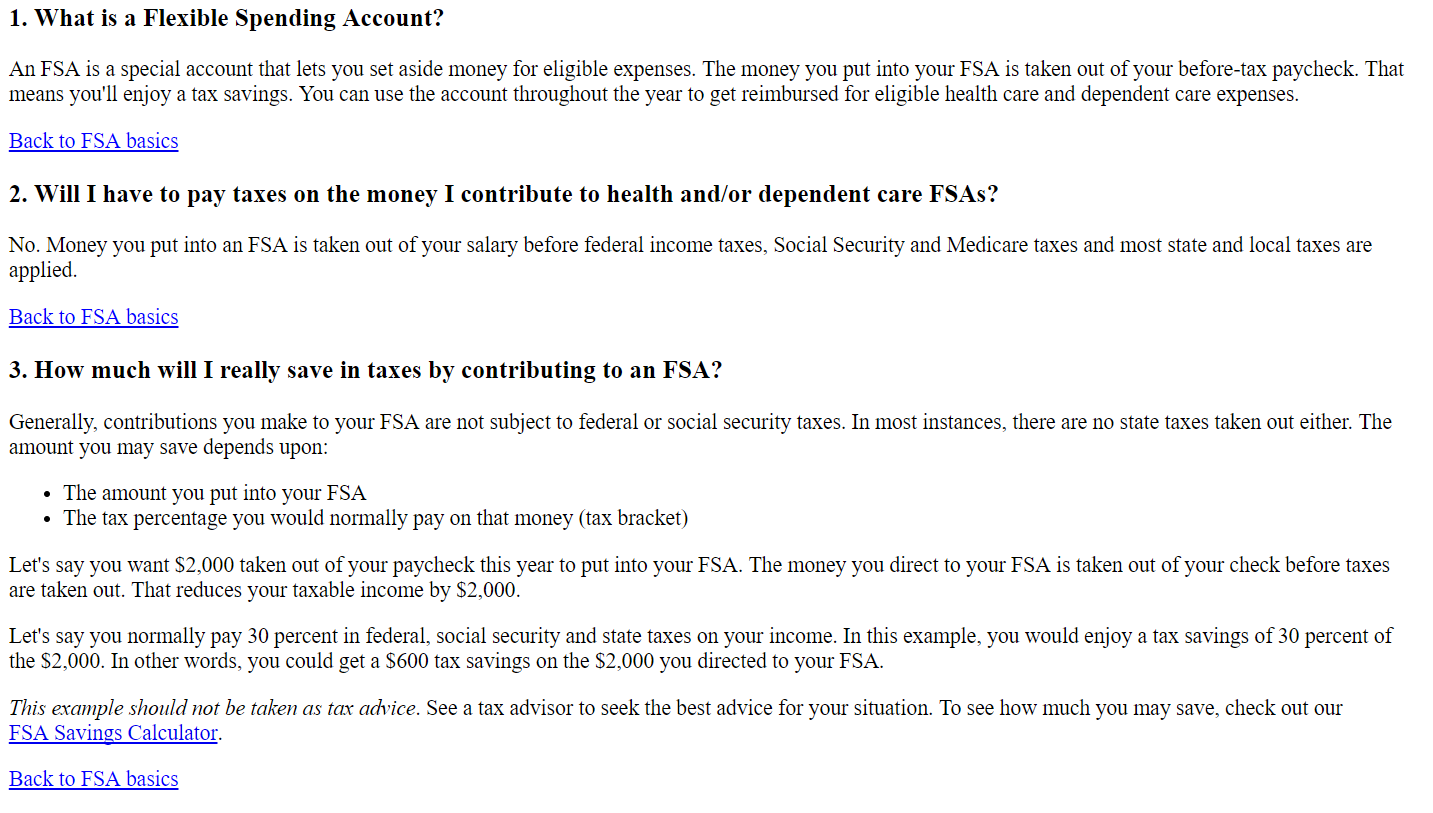 1. What is a Flexible Spending Account?
An FSA is a special account that lets you set aside money for eligible expenses. The money you put into your FSA is taken out of your before-tax paycheck. That
means you'll enjoy a tax savings. You can use the account throughout the year to get reimbursed for eligible health care and dependent care expenses.
Back to FSA basics
2. Will I have to pay taxes on the money I contribute to health and/or dependent care FSAs?
No. Money you put into an FSA is taken out of your salary before federal income taxes, Social Security and Medicare taxes and most state and local taxes are
applied.
Back to FSA basics
3. How much will I really save in taxes by contributing to an FSA?
Generally, contributions you make to your FSA are not subject to federal or social security taxes. In most instances, there are no state taxes taken out either. The
amount you may save depends upon:
• The amount you put into your FSA
• The tax percentage you would normally pay on that money (tax bracket)
Let's say you want $2,000 taken out of your paycheck this year to put into your FSA. The money you direct to your FSA is taken out of your check before taxes
are taken out. That reduces your taxable income by $2,000.
Let's say you normally pay 30 percent in federal, social security and state taxes on your income. In this example, you would enjoy a tax savings of 30 percent of
the $2,000. In other words, you could get a $600 tax savings on the $2,000 you directed to your FSA.
This example should not be taken as tax advice. See a tax advisor to seek the best advice for your situation. To see how much you may save, check out our
FSA Savings Calculator.
Back to FSA basics